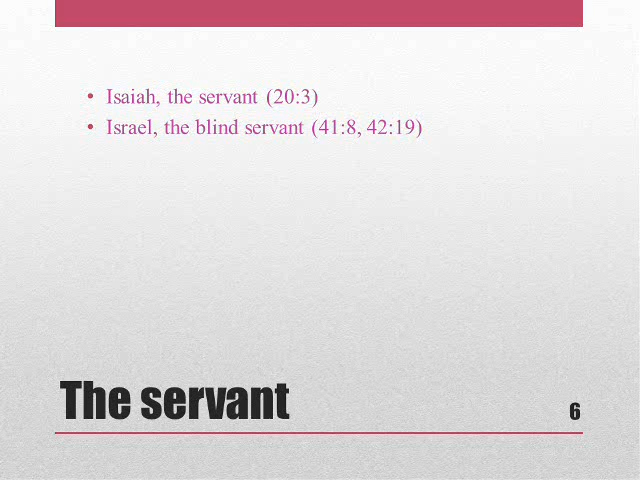 • Isaiah, the servant (20:3)
• Israel, the blind servant (41:8, 42:19)
The servant
6